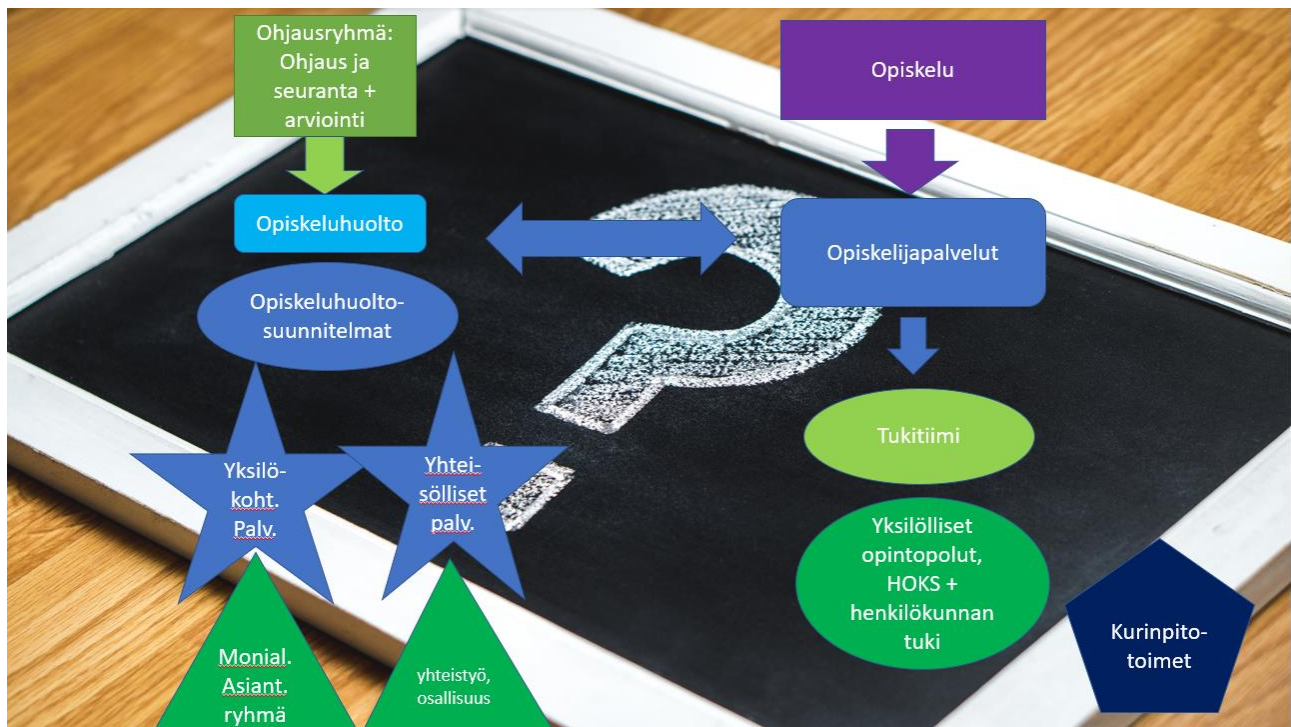 Ohjausryhmä:
Ohjaus ja
seuranta +
arviointi
Opiskelu
Opiskeluhuolto
Opiskelijapalvelut
Opiskeluhuolto-
suunnitelmat
Tukitiimi
Yksilö-
koht.
Palv.
Yhtei-
sölliset
palv.
Yksilölliset
opintopolut,
HOKS +
henkilökunnan
tuki
Monial.
Asiant.
ryhmä
yhteistyö,
osallisuus
Kurinpito-
toimet